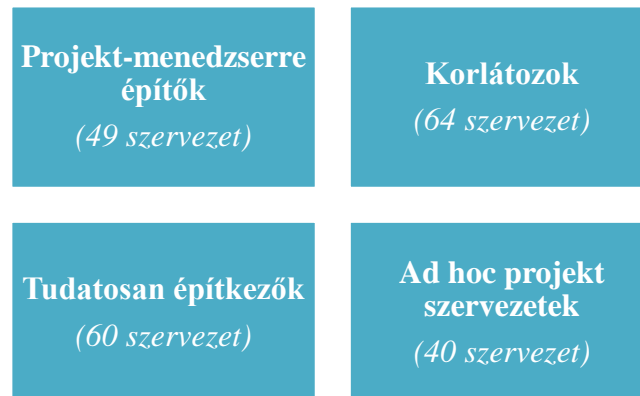 Projekt-menedzserre
építők
(49 szervezet)
Korlátozok
(64 szervezet)
Tudatosan építkezők
(60 szervezet)
Ad hoc projekt
szervezetek
(40 szervezet)